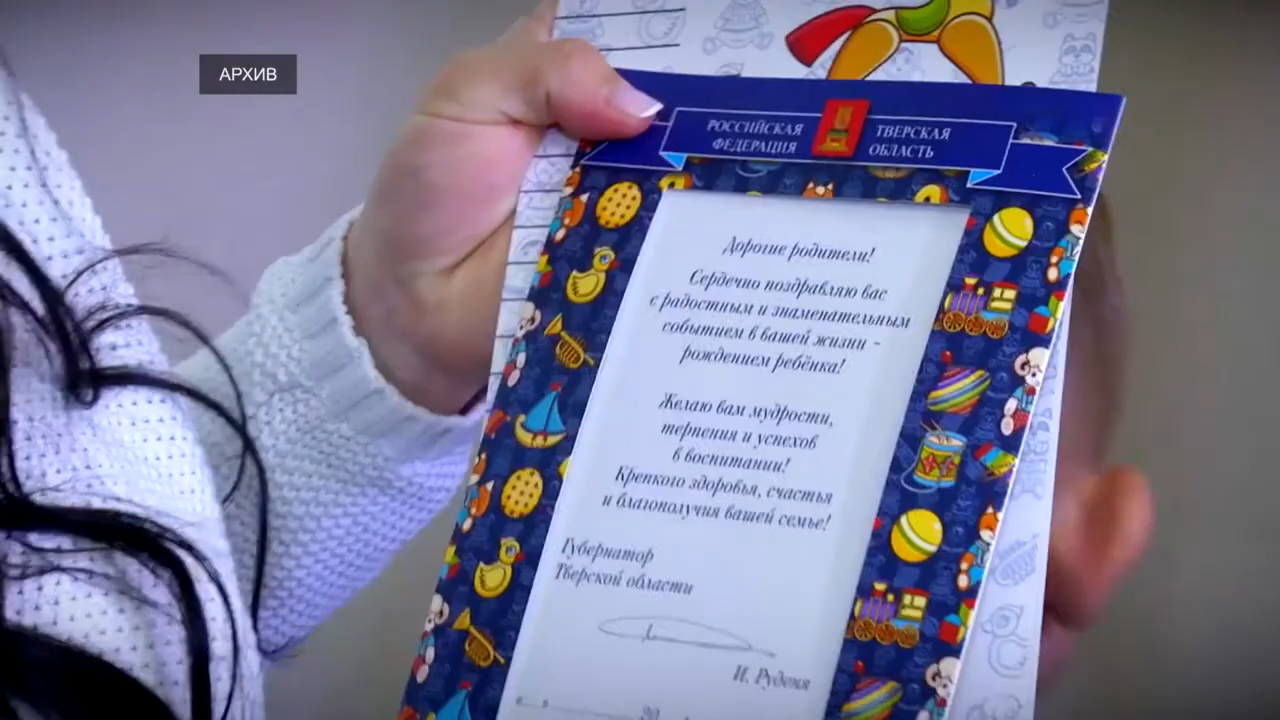 АРХИВ
РОССИЙСКАЯ
ФЕДЕРАЦИЯ
ТВЕРСКАЯ
ОБЛАСТЬ
Дорогие родители!
Сердечно поздравляю вас
с радостным и знаменательным
событием в вашей жизни –
рождением ребёнка!
Желаю вам мудрости,
терпения и успехов
в воспитании!
Крепкого здоровья, счастья
и благополучия вашей семье!
Губернатор
Тверской области
И. Руденя